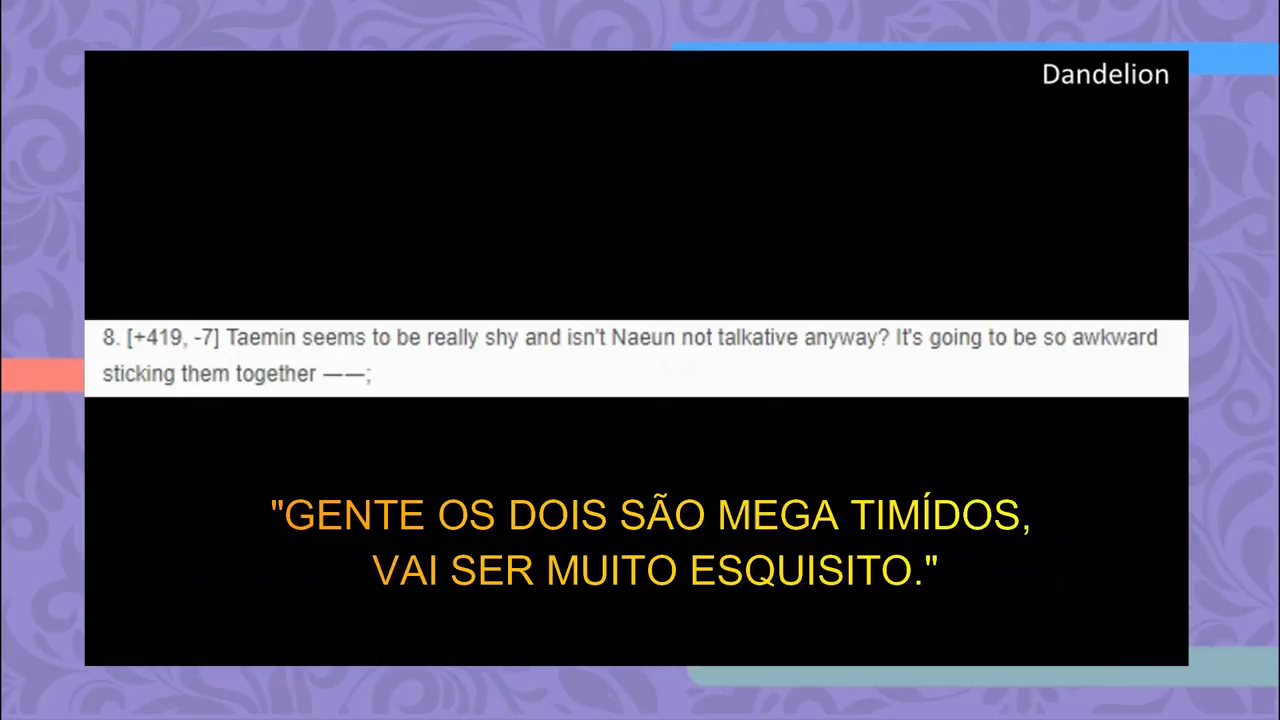 Dandelion
8. [+419, -7] Taemin seems to be really shy and isn't Naeun not talkative anyway? It's going to be so awkward
sticking them together ——;
"GENTE OS DOIS SÃO MEGA TIMÍDOS,
VAI SER MUITO ESQUISITO."